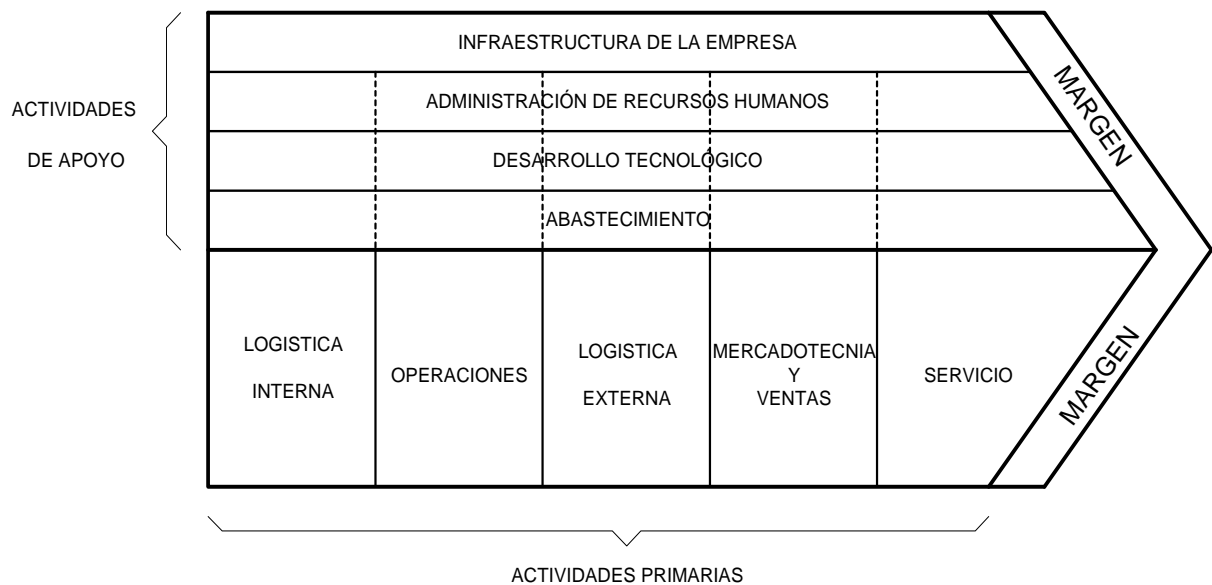 INFRAESTRUCTURA DE LA EMPRESA
ACTIVIDADES
DE APOYO
ADMINISTRACIÓN DE RECURSOS HUMANOS
DESARROLLO TECNOLÓGICO
ABASTECIMIENTO
MARGEN
LOGISTICA
INTERNA
OPERACIONES
LOGISTICA
EXTERNA
MERCADOTECNIA
Y
VENTAS
SERVICIO
MARGEN
ACTIVIDADES PRIMARIAS